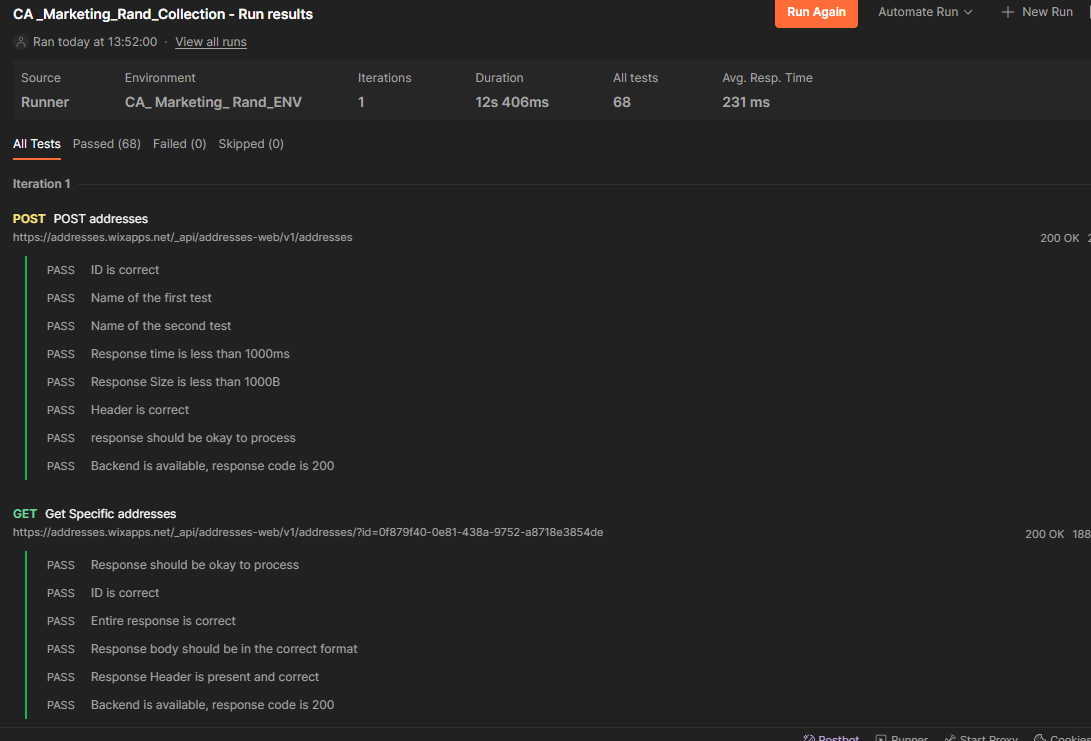 CA _Marketing_Rand_Collection - Run results
Run Again Automate Run New Run
Ran today at 13:52:00 · View all runs
Source Environment Iterations Duration All tests Avg. Resp. Time
Runner CA_ Marketing_ Rand_ENV 1 12s 406ms 68 231 ms
All Tests Passed (68) Failed (0) Skipped (0)
Iteration 1
POST POST addresses
https://addresses.wixapps.net/_api/addresses-web/v1/addresses 200 OK
PASS ID is correct
PASS Name of the first test
PASS Name of the second test
PASS Response time is less than 1000ms
PASS Response Size is less than 1000B
PASS Header is correct
PASS response should be okay to process
PASS Backend is available, response code is 200
GET Get Specific addresses
https://addresses.wixapps.net/_api/addresses-web/v1/addresses/?id=0f879f40-0e81-438a-9752-a8718e3854de 200 OK 188
PASS Response should be okay to process
PASS ID is correct
PASS Entire response is correct
PASS Response body should be in the correct format
PASS Response Header is present and correct
PASS Backend is available, response code is 200
Postbot Runner Start Proxy Cookies